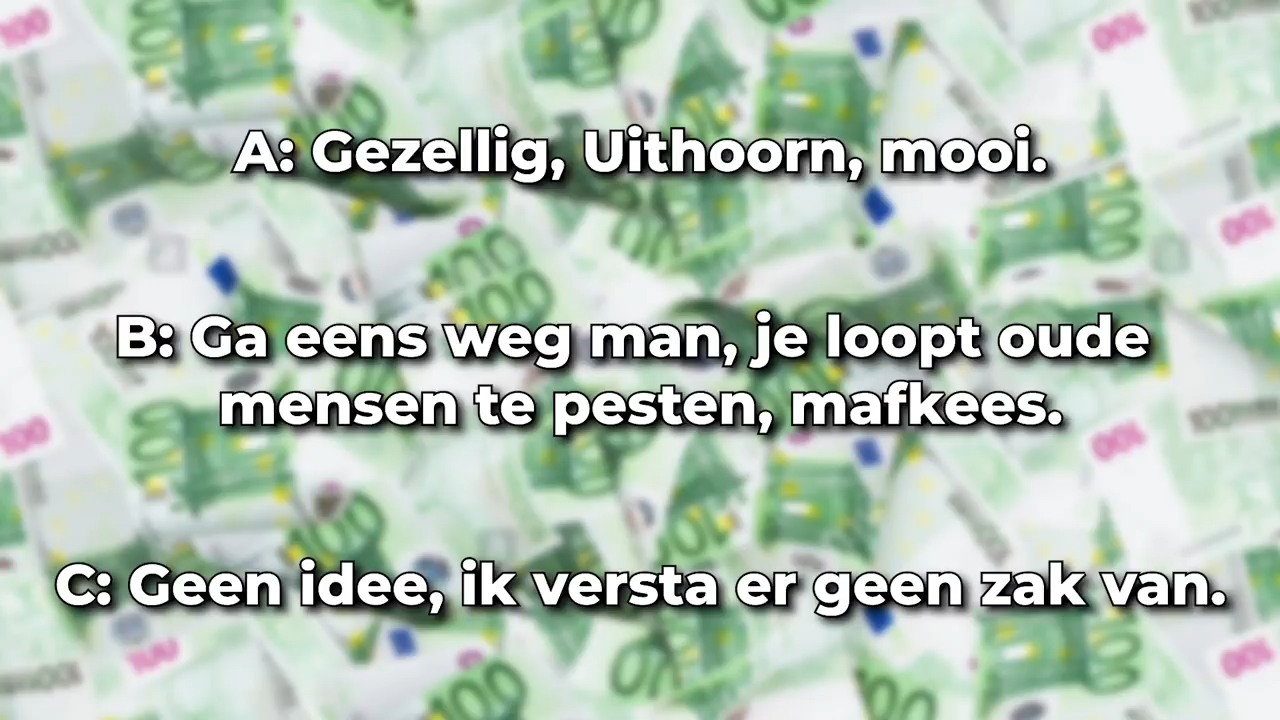 A: Gezellig, Uithoorn, mooi.
B: Ga eens weg man, je loopt oude
mensen te pesten, mafkees.
C: Geen idee, ik versta er geen zak van.